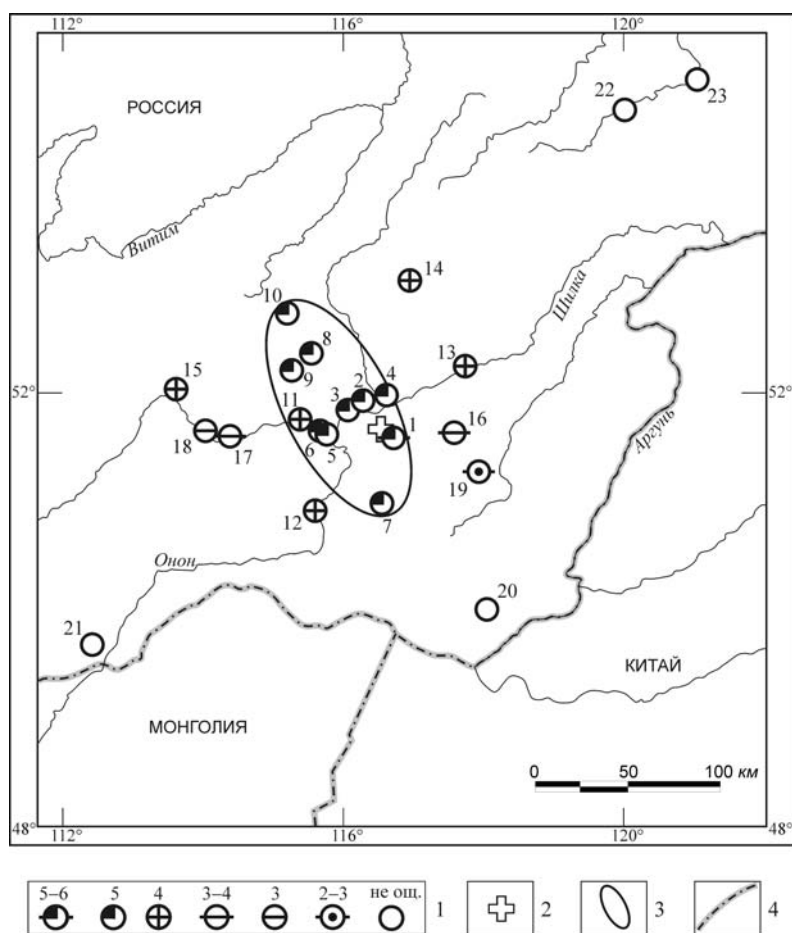 112° 116° 120°
РОССИЯ
22 23
Витим
14
Шилка
10
8
13
9
4
2
15 52° 3 52°
11
1 16
18 17 6 5
Аргунь
19
7
12
Онон
20
21
КИТАЙ
МОНГОЛИЯ
0 50 100 км
48° 48°
112° 116° 120°
5–6 5 4 3–4 3 2–3 не ощ.
1 2 3 4